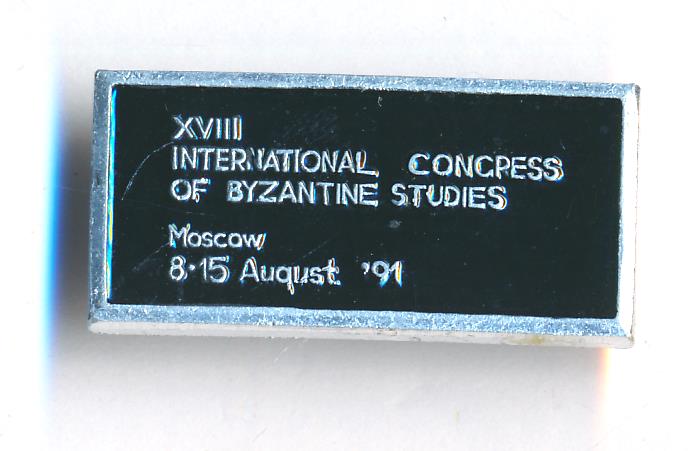 XVIII
INTERNATIONAL CONGRESS
OF BYZANTINE STUDIES
Moscow
8·15 August '91